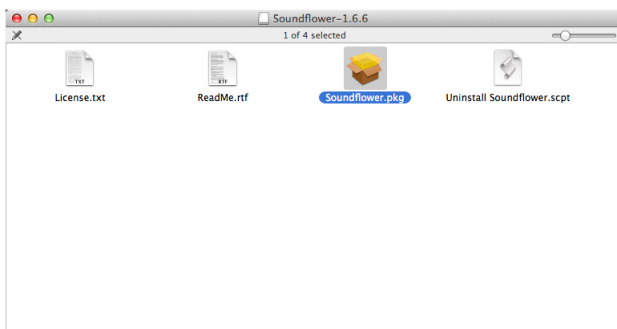 Soundflower-1.6.6
1 of 4 selected
TXT
RTF
License.txt
ReadMe.rtf
Soundflower.pkg
Uninstall Soundflower.scpt